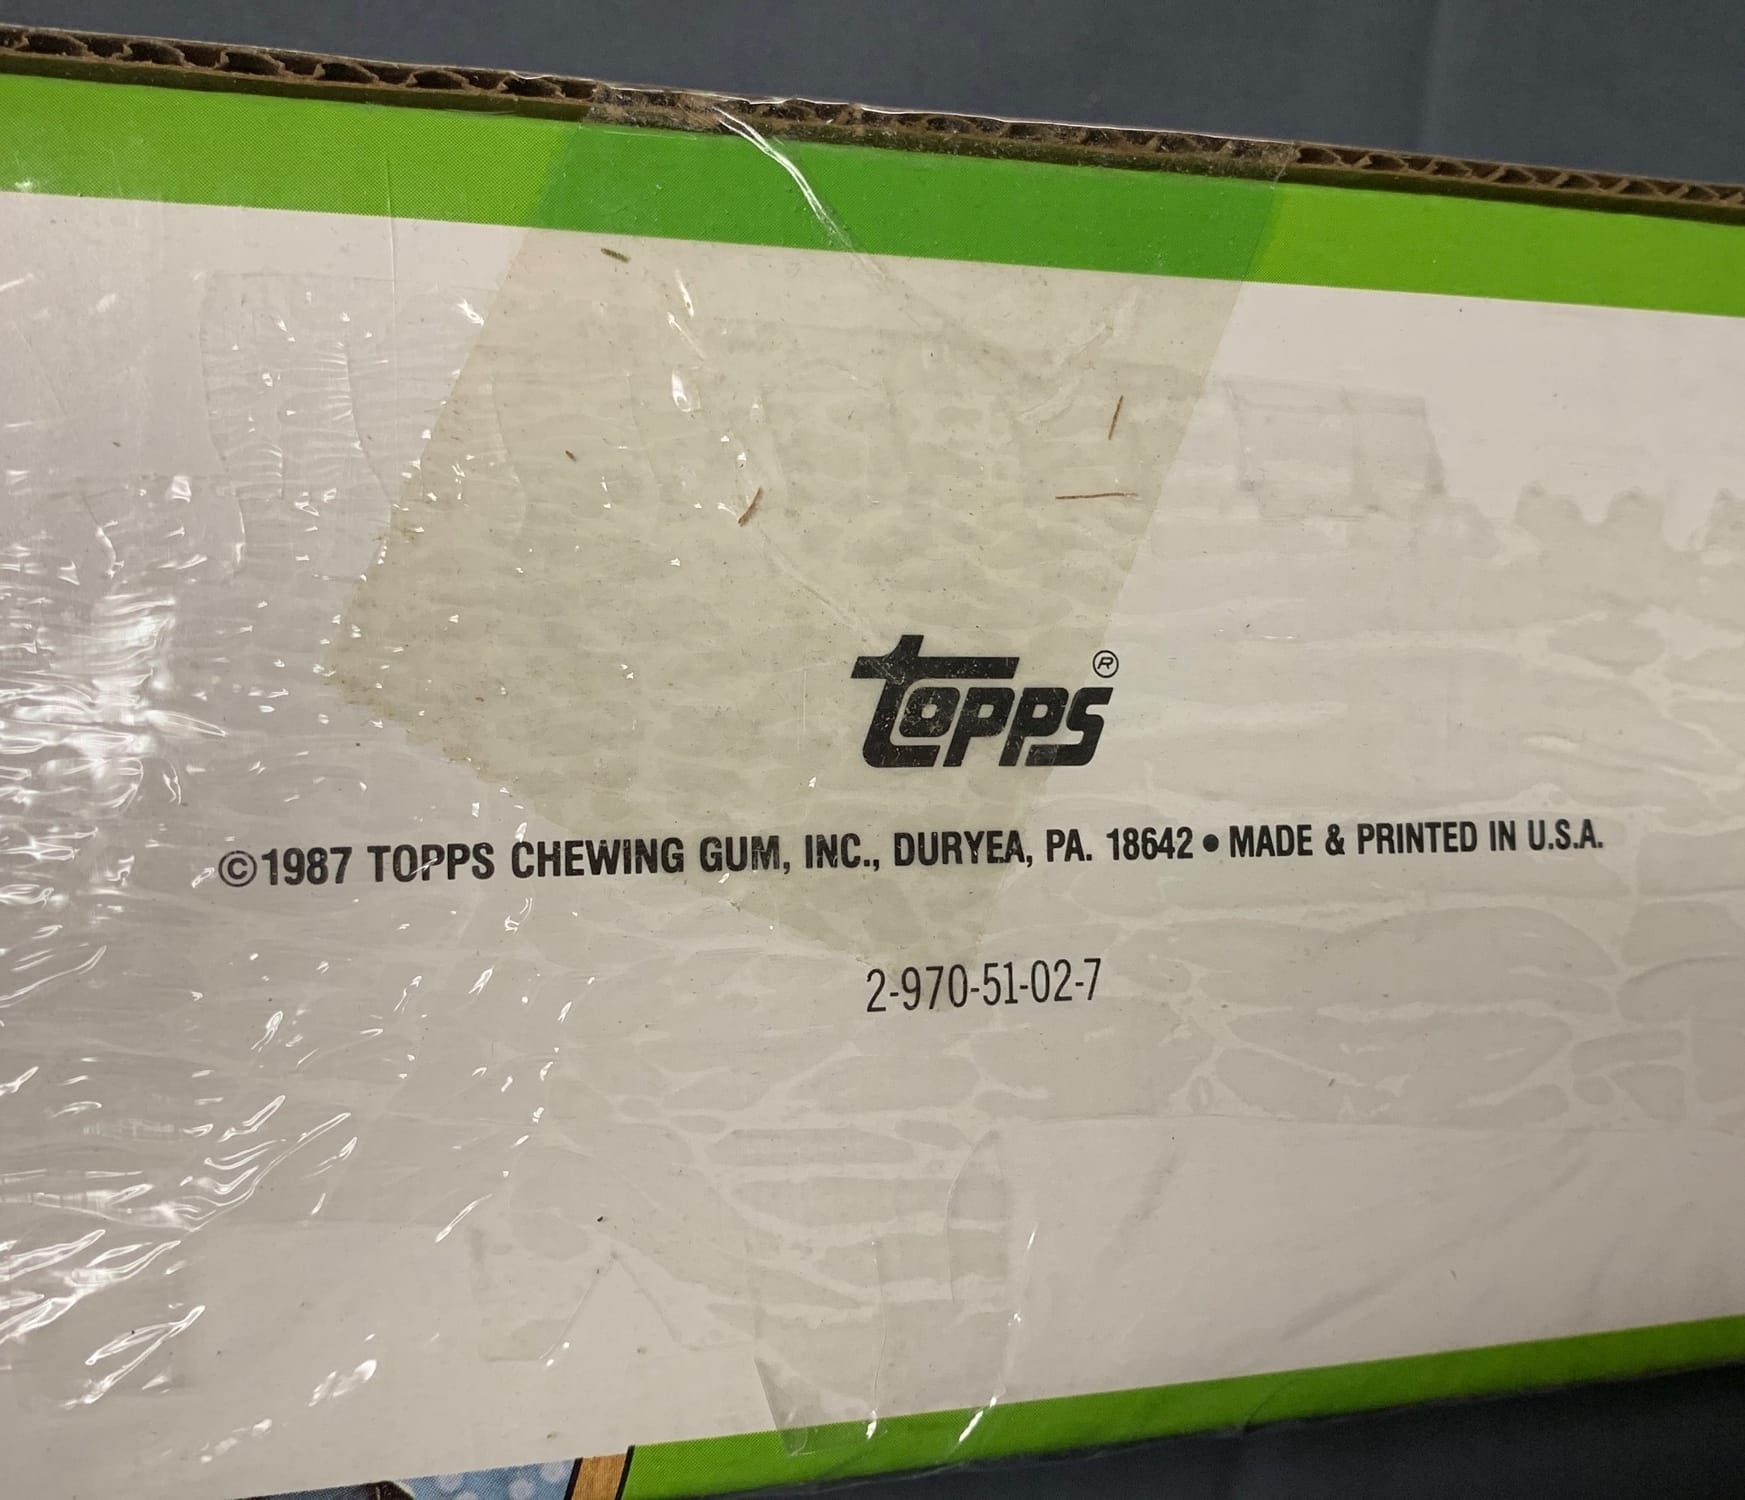 TOPPS®
©1987 TOPPS CHEWING GUM, INC., DURYEA, PA. 18642 • MADE & PRINTED IN U.S.A.
2-970-51-02-7